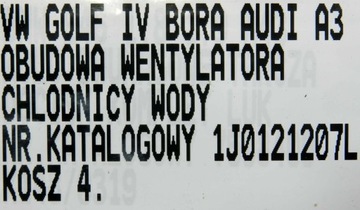 VW GOLF IV BORA AUDI A3
OBUDOWA WENTYLATORA
CHLODNICY WODY
NR.KATALOGOWY 1J0121207L
KOSZ 4.